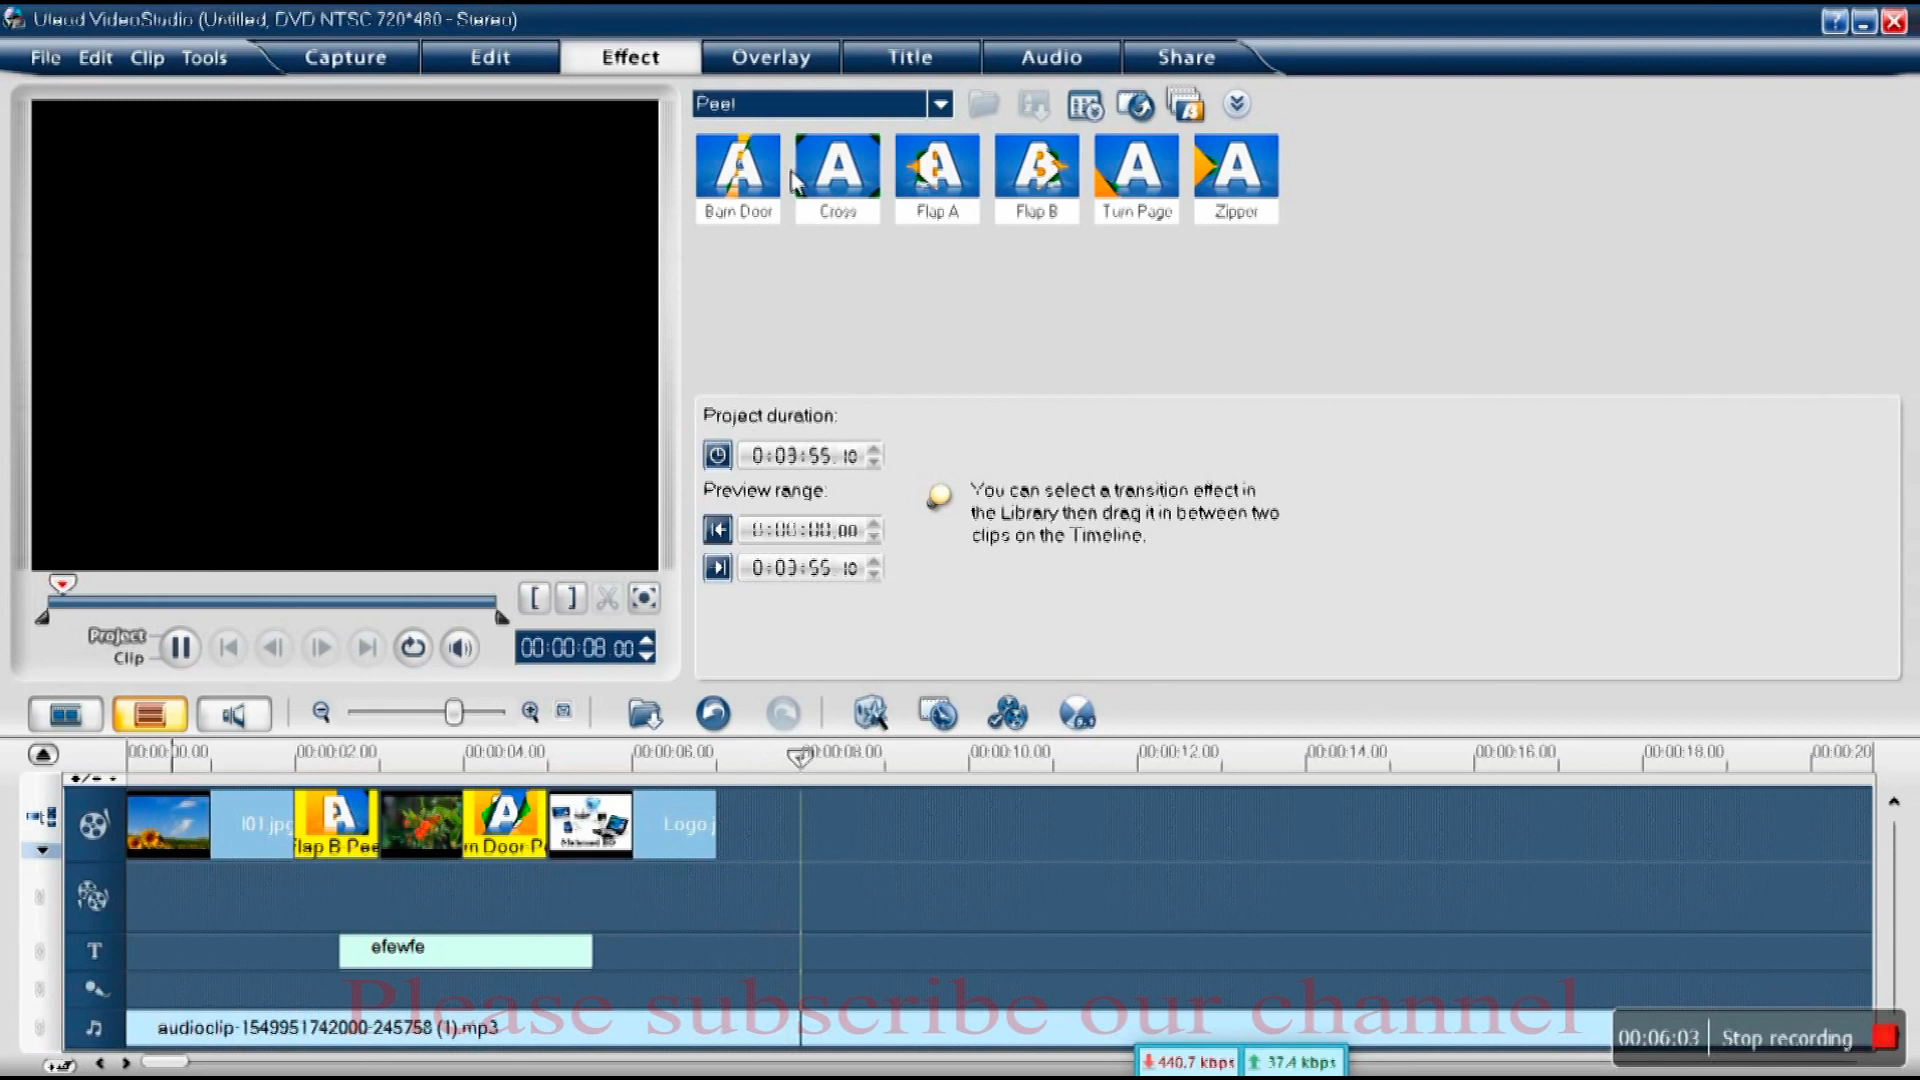 Ulead VideoStudio (Untitled, DVD NTSC 720*480 - Stereo)
File Edit Clip Tools Capture Edit Effect Overlay Title Audio Share
Peel
Barn Door Cross Flap A Flap B Turn Page Zipper
Project duration:
0:03:55.10
Preview range:
0:00:00.00
0:03:55.10
You can select a transition effect in
the Library then drag it in between two
clips on the Timeline.
Project
Clip
00:00:08.00
00:00:00.00 00:00:02.00 00:00:04.00 00:00:06.00 00:00:08.00 00:00:10.00 00:00:12.00 00:00:14.00 00:00:16.00 00:00:18.00 00:00:20
I01.jpg Flap B-Pee rn Door-P Logo.j
efewfe
Please subscribe our channel
audioclip-1549951742000-245758 (1).mp3
00:06:03 Stop recording
440.7 kbps 37.4 kbps